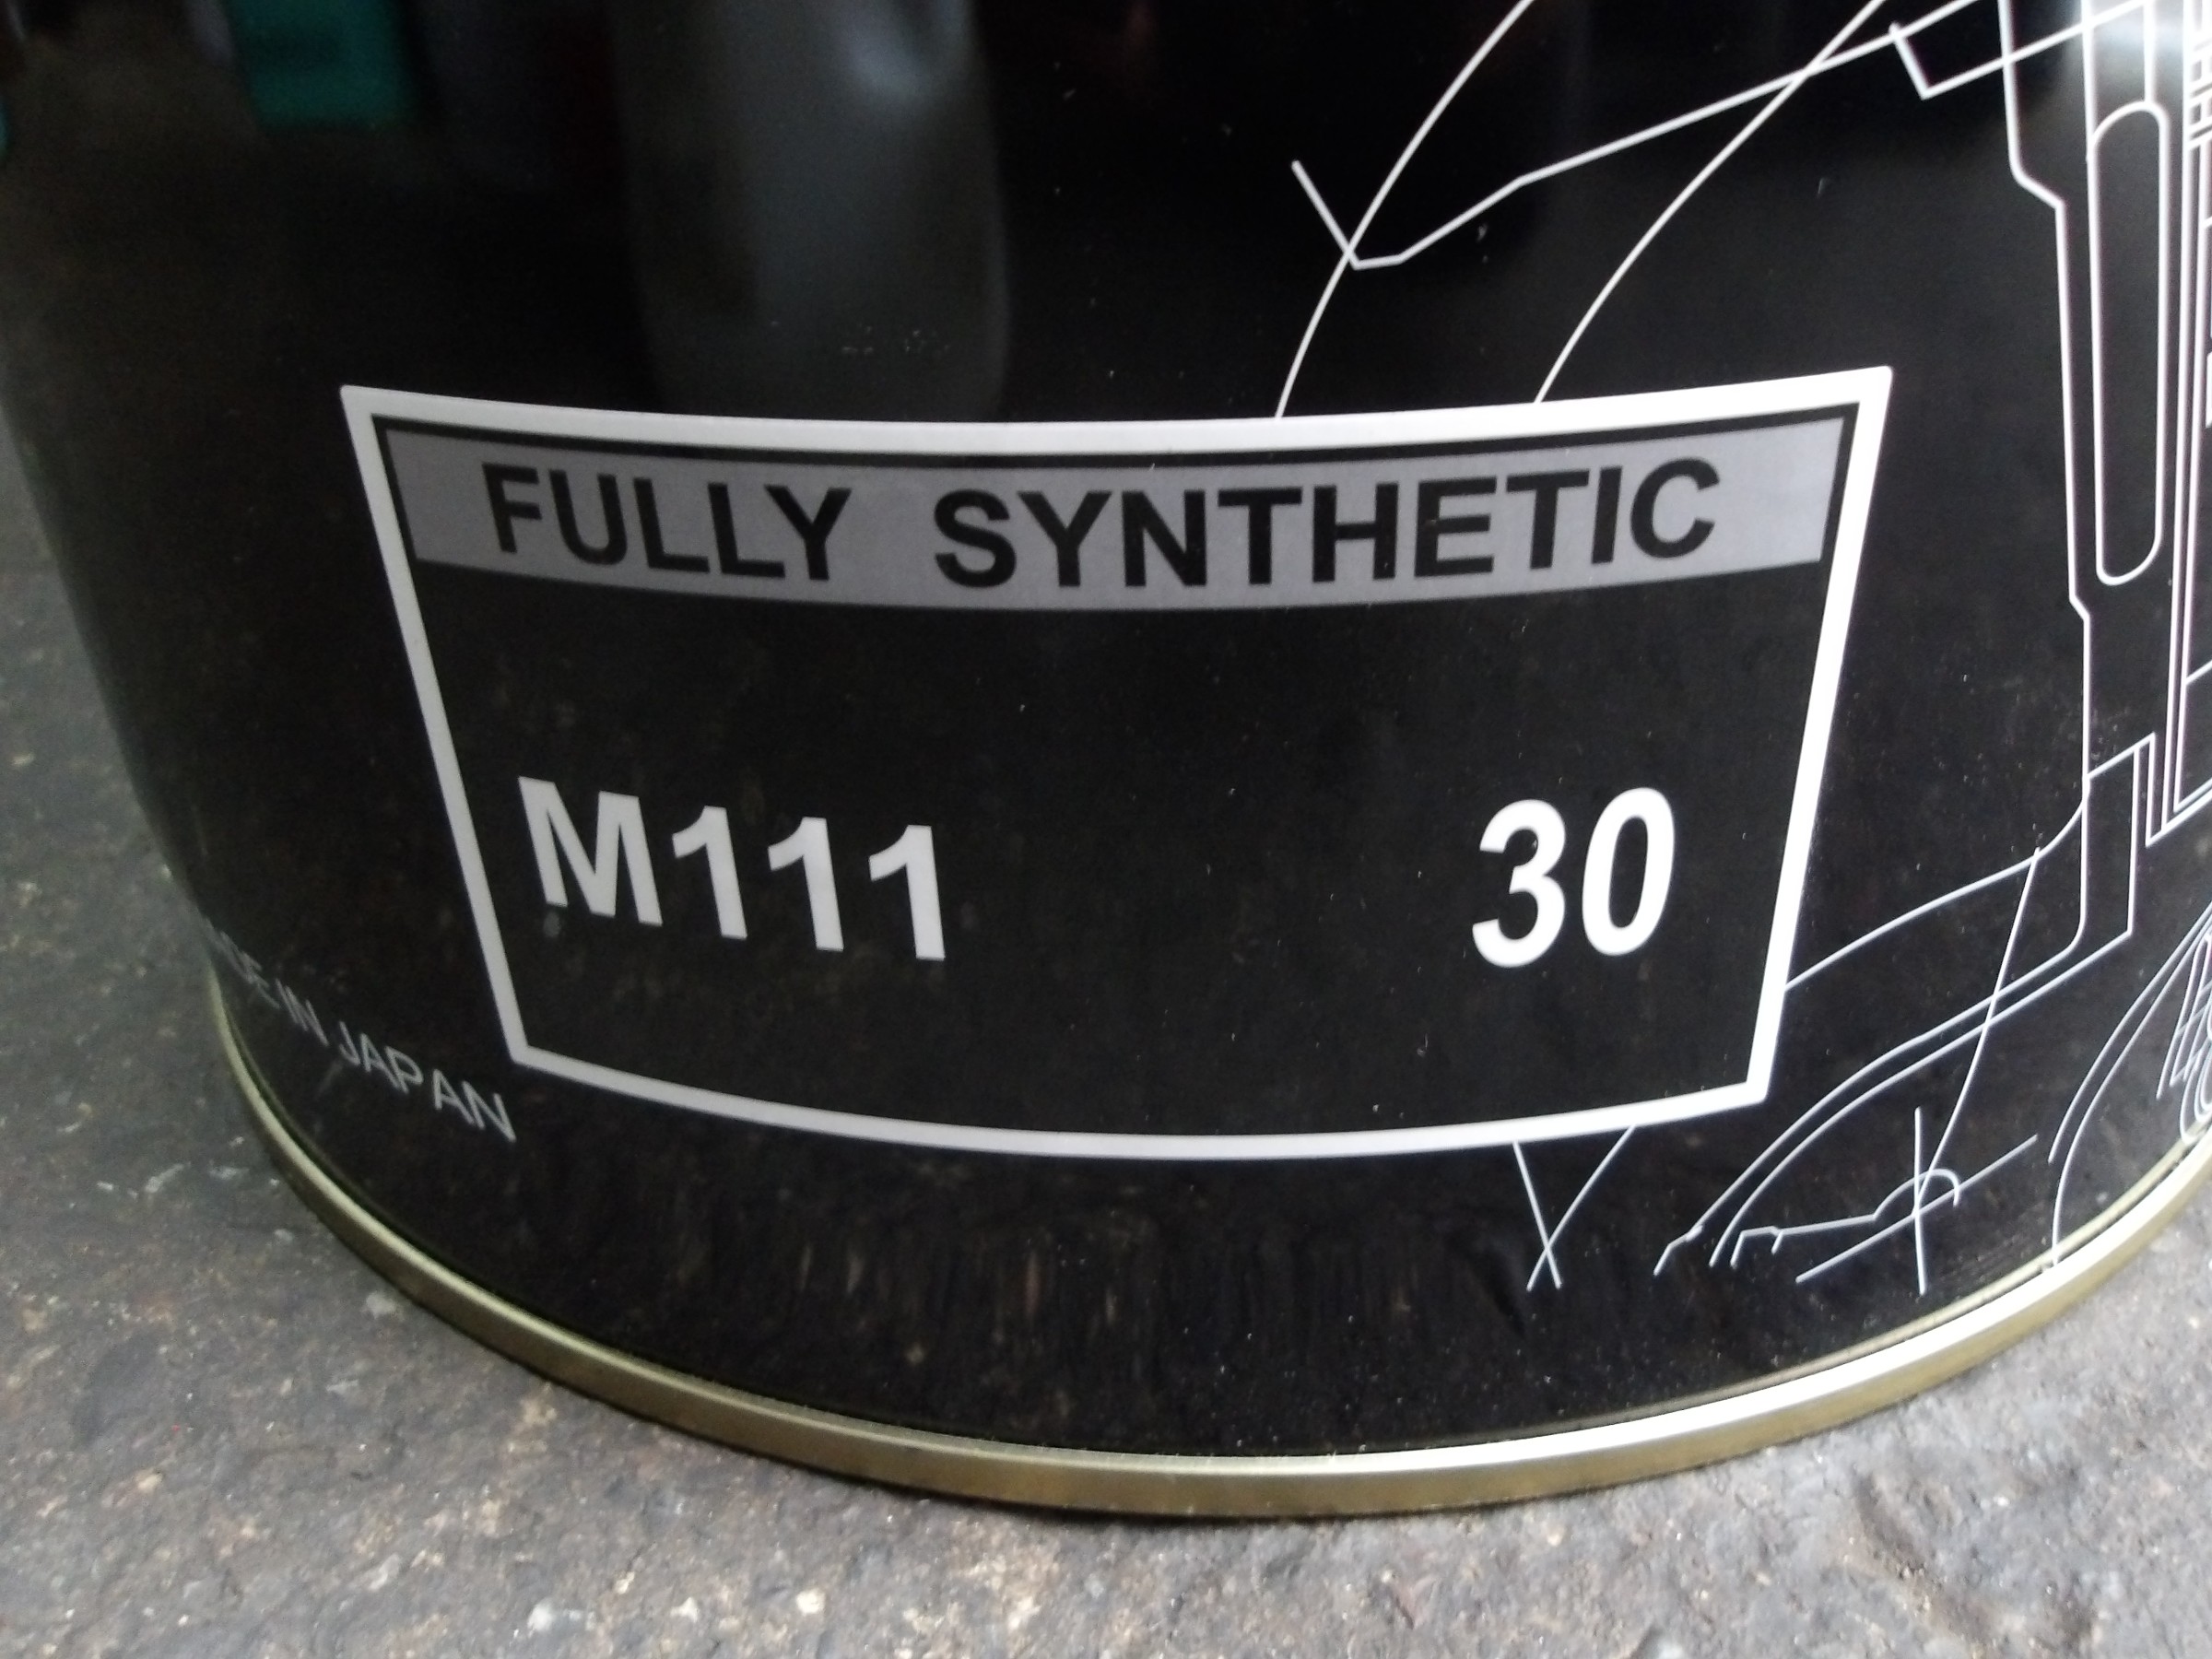 FULLY SYNTHETIC
M111 30
IN JAPAN